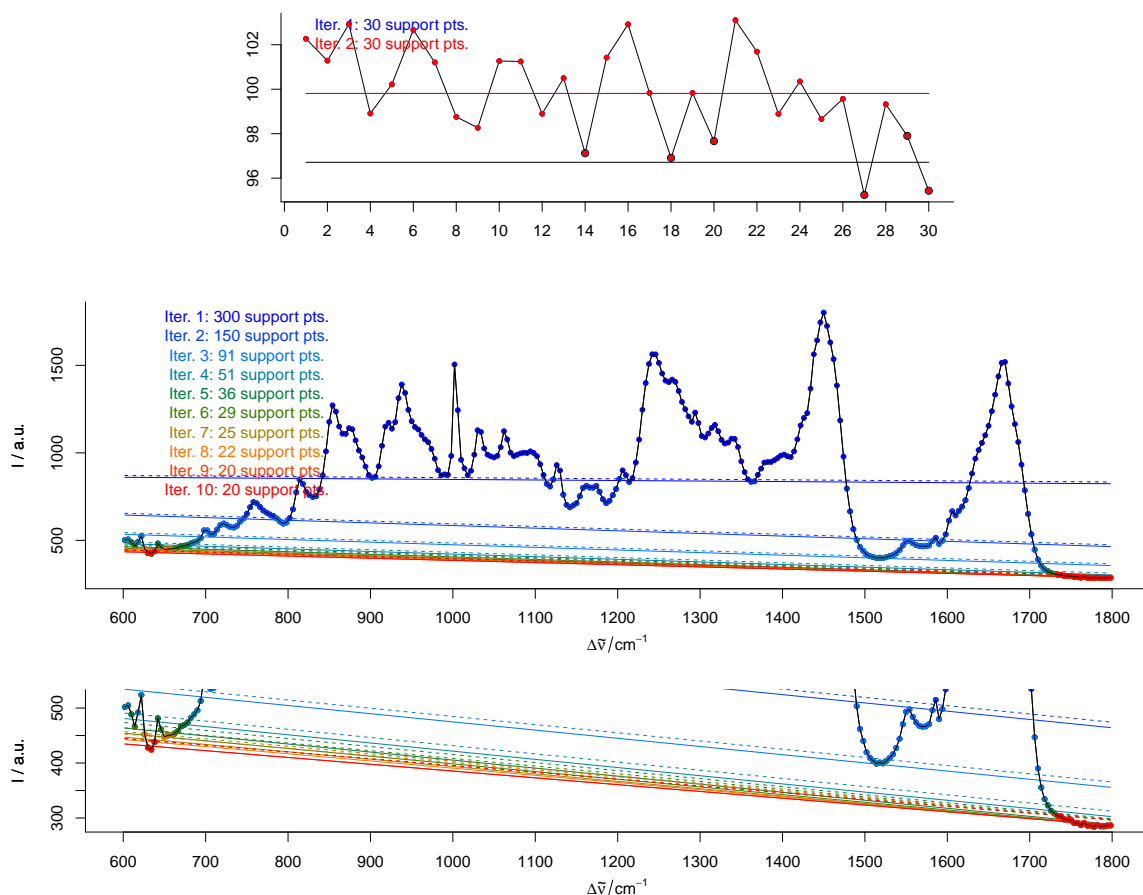 Iter. 1: 30 support pts.
Iter. 2: 30 support pts.
102
100
98
96
0 2 4 6 8 10 12 14 16 18 20 22 24 26 28 30
Iter. 1: 300 support pts.
Iter. 2: 150 support pts.
Iter. 3: 91 support pts.
Iter. 4: 51 support pts.
Iter. 5: 36 support pts.
Iter. 6: 29 support pts.
Iter. 7: 25 support pts.
Iter. 8: 22 support pts.
Iter. 9: 20 support pts.
Iter. 10: 20 support pts.
I / a.u.
1500
1000
500
600 700 800 900 1000 1100 1200 1300 1400 1500 1600 1700 1800
Δν̃/cm⁻¹
I / a.u.
500
400
300
600 700 800 900 1000 1100 1200 1300 1400 1500 1600 1700 1800
Δν̃/cm⁻¹